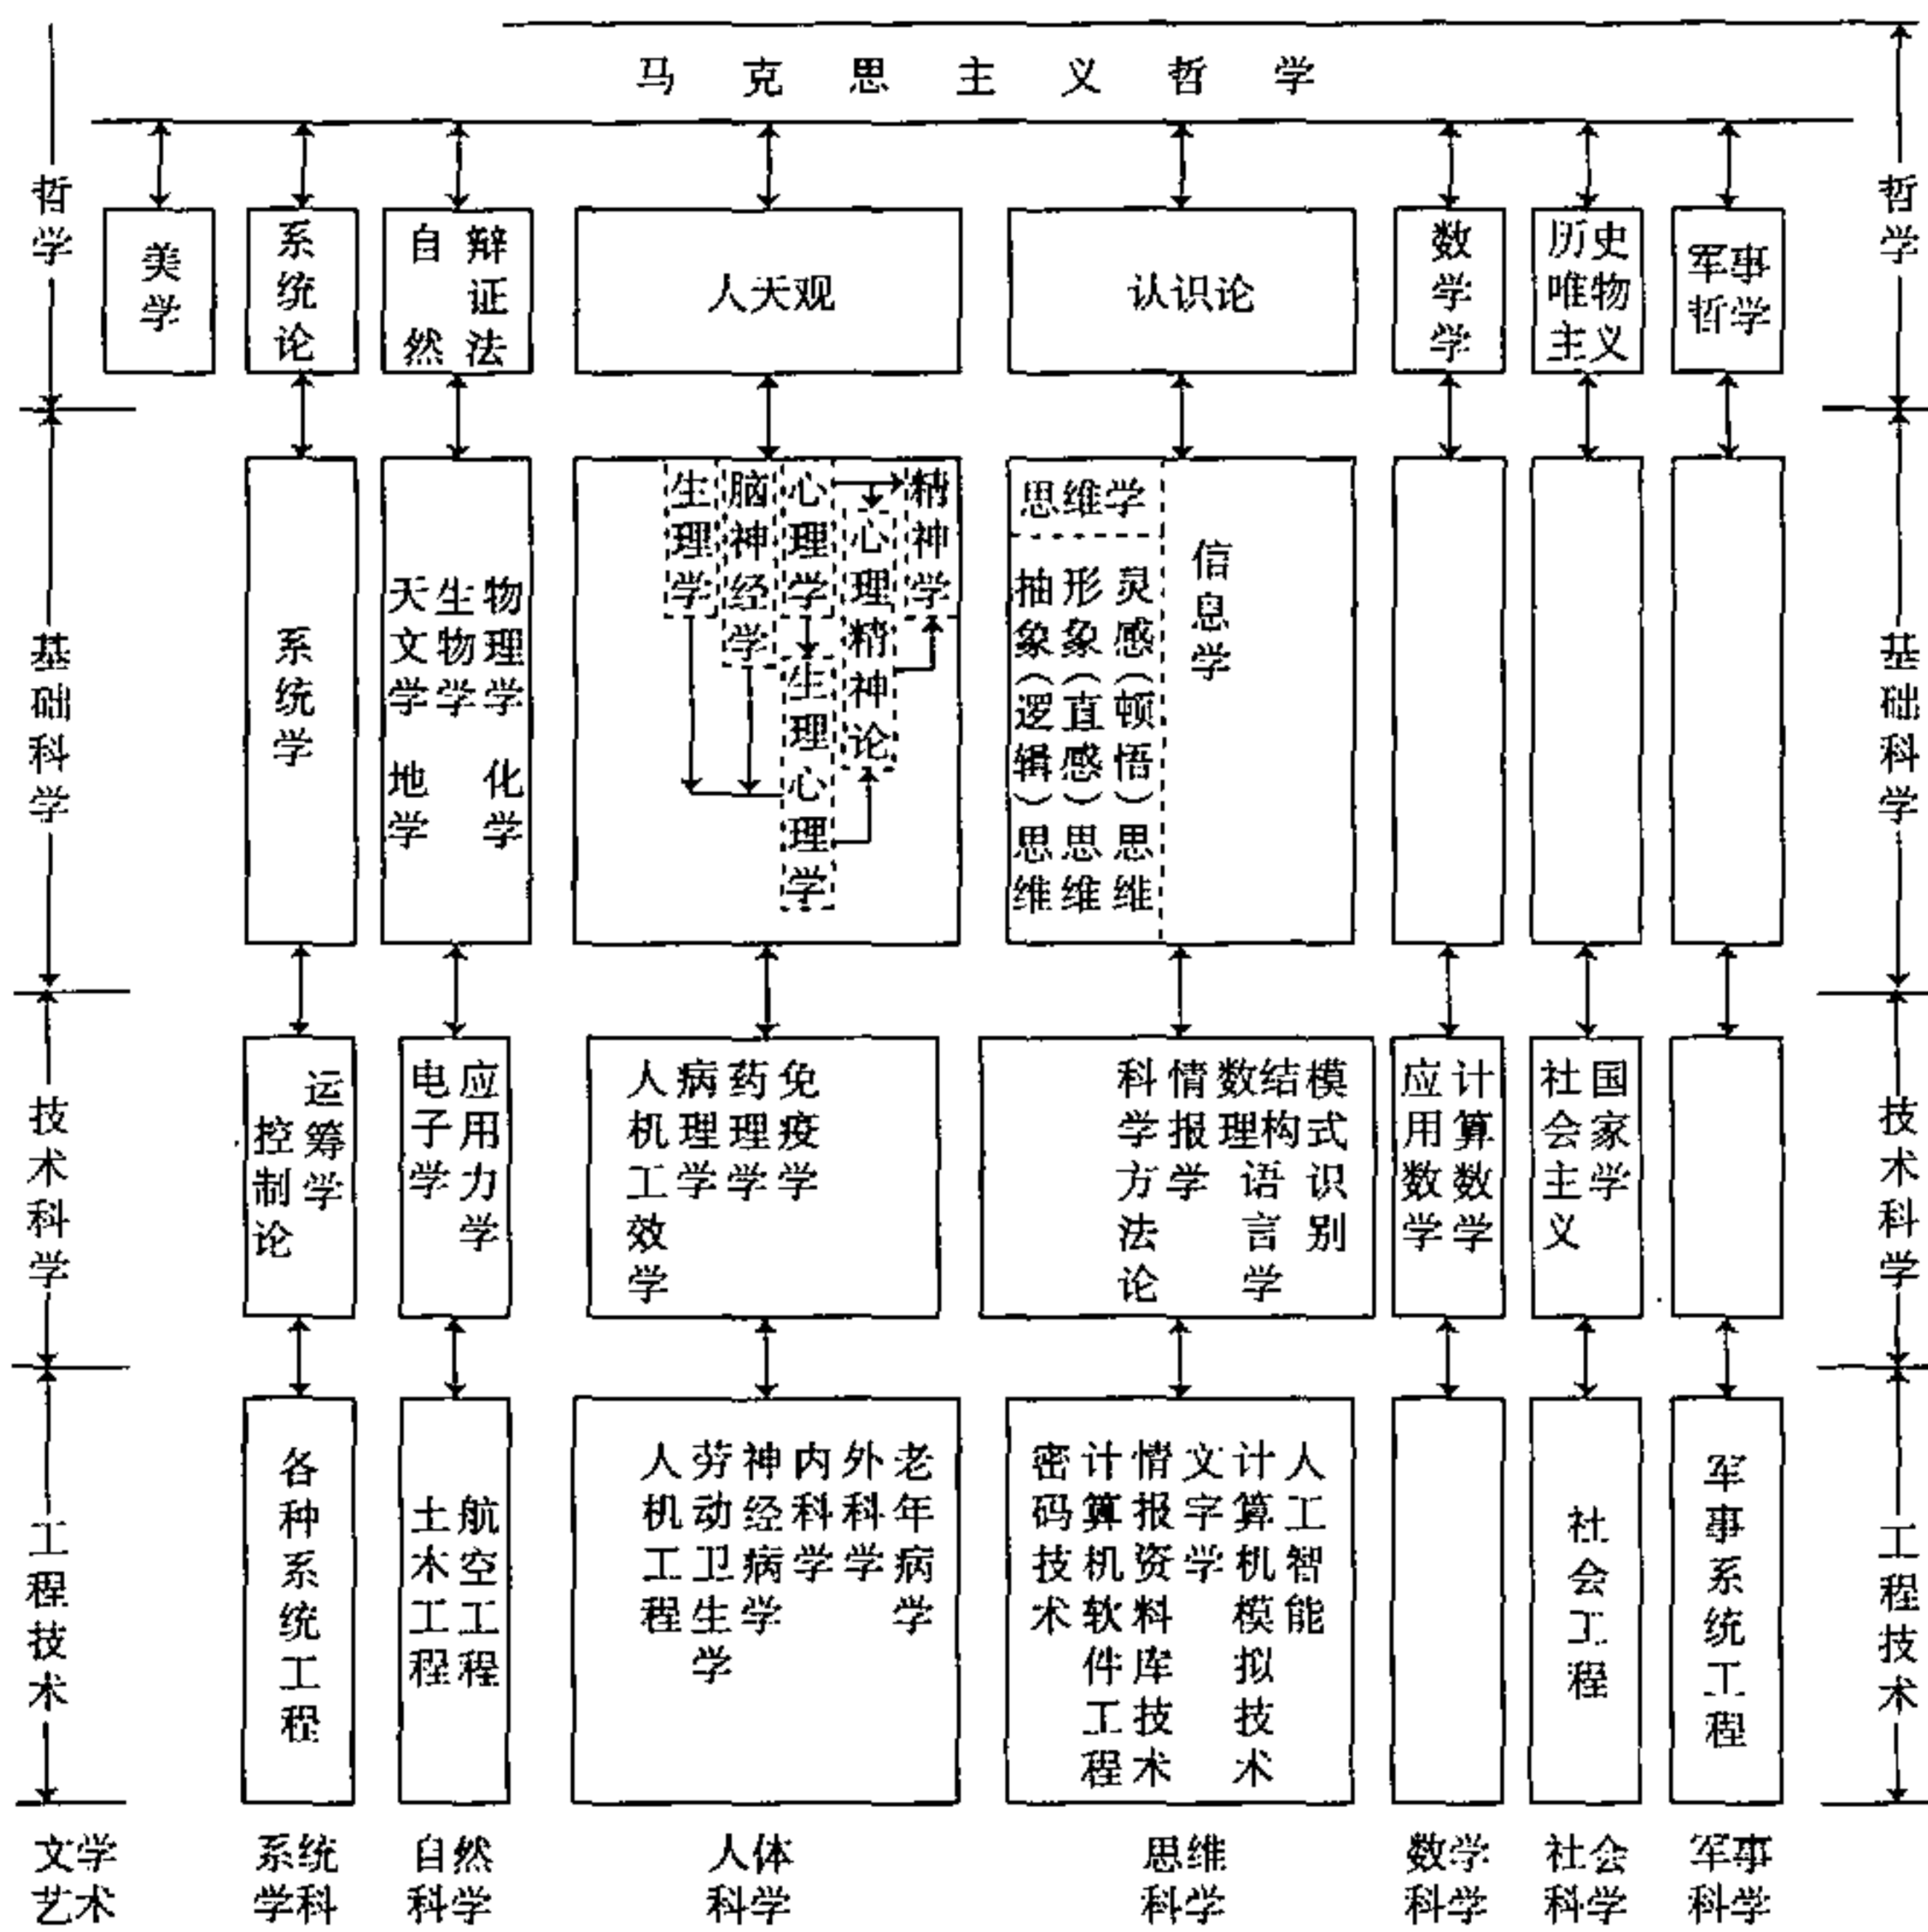 马克思主义哲学
哲学
美学
系统论
自然
辩证法
人天观
认识论
数学学
历史
唯物
主义
军事
哲学
哲学
基础科学
系统学
天文学 地学
生物学
物理学 化学
生理学
脑神经学
心理学
心理精神论
精神学
生理心理学
思维学
抽象(逻辑)思维
形象(直感)思维
灵感(顿悟)思维
信息学
基础科学
技术科学
控制论
运筹学
电子学
应用力学
人机工效学
病理学
药理学
免疫学
科学方法论
情报学
数理
结构
语言学
模式识别
应用数学
计算数学
社会主义
国家学
技术科学
工程技术
各种系统工程
土木工程
航空工程
人机工程
劳动卫生学
神经病学
内科学
外科学
老年病学
密码技术
计算机软件工程
情报资料库技术
文字学
计算机模拟技术
人工智能
社会工程
军事系统工程
工程技术
文学
艺术
系统
学科
自然
科学
人体
科学
思维
科学
数学
科学
社会
科学
军事
科学